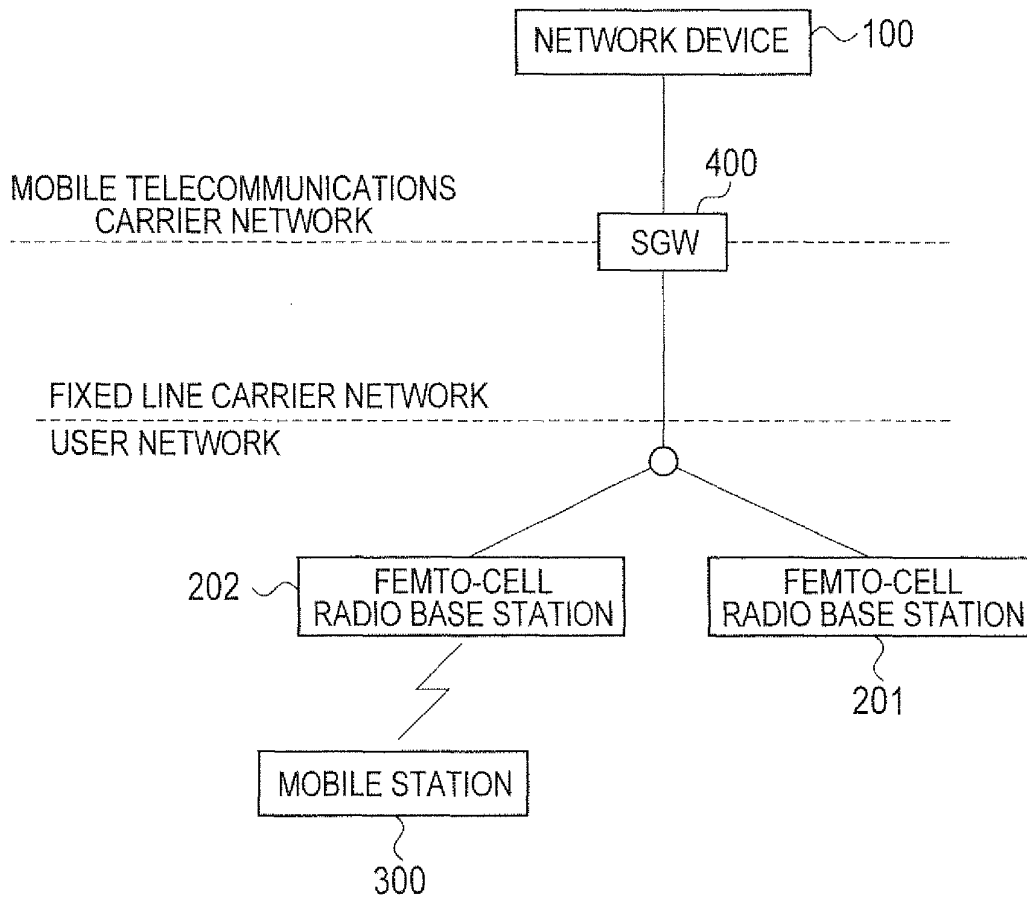 NETWORK DEVICE
100
400
MOBILE TELECOMMUNICATIONS
CARRIER NETWORK
SGW
FIXED LINE CARRIER NETWORK
USER NETWORK
202
FEMTO-CELL
RADIO BASE STATION
FEMTO-CELL
RADIO BASE STATION
201
MOBILE STATION
300